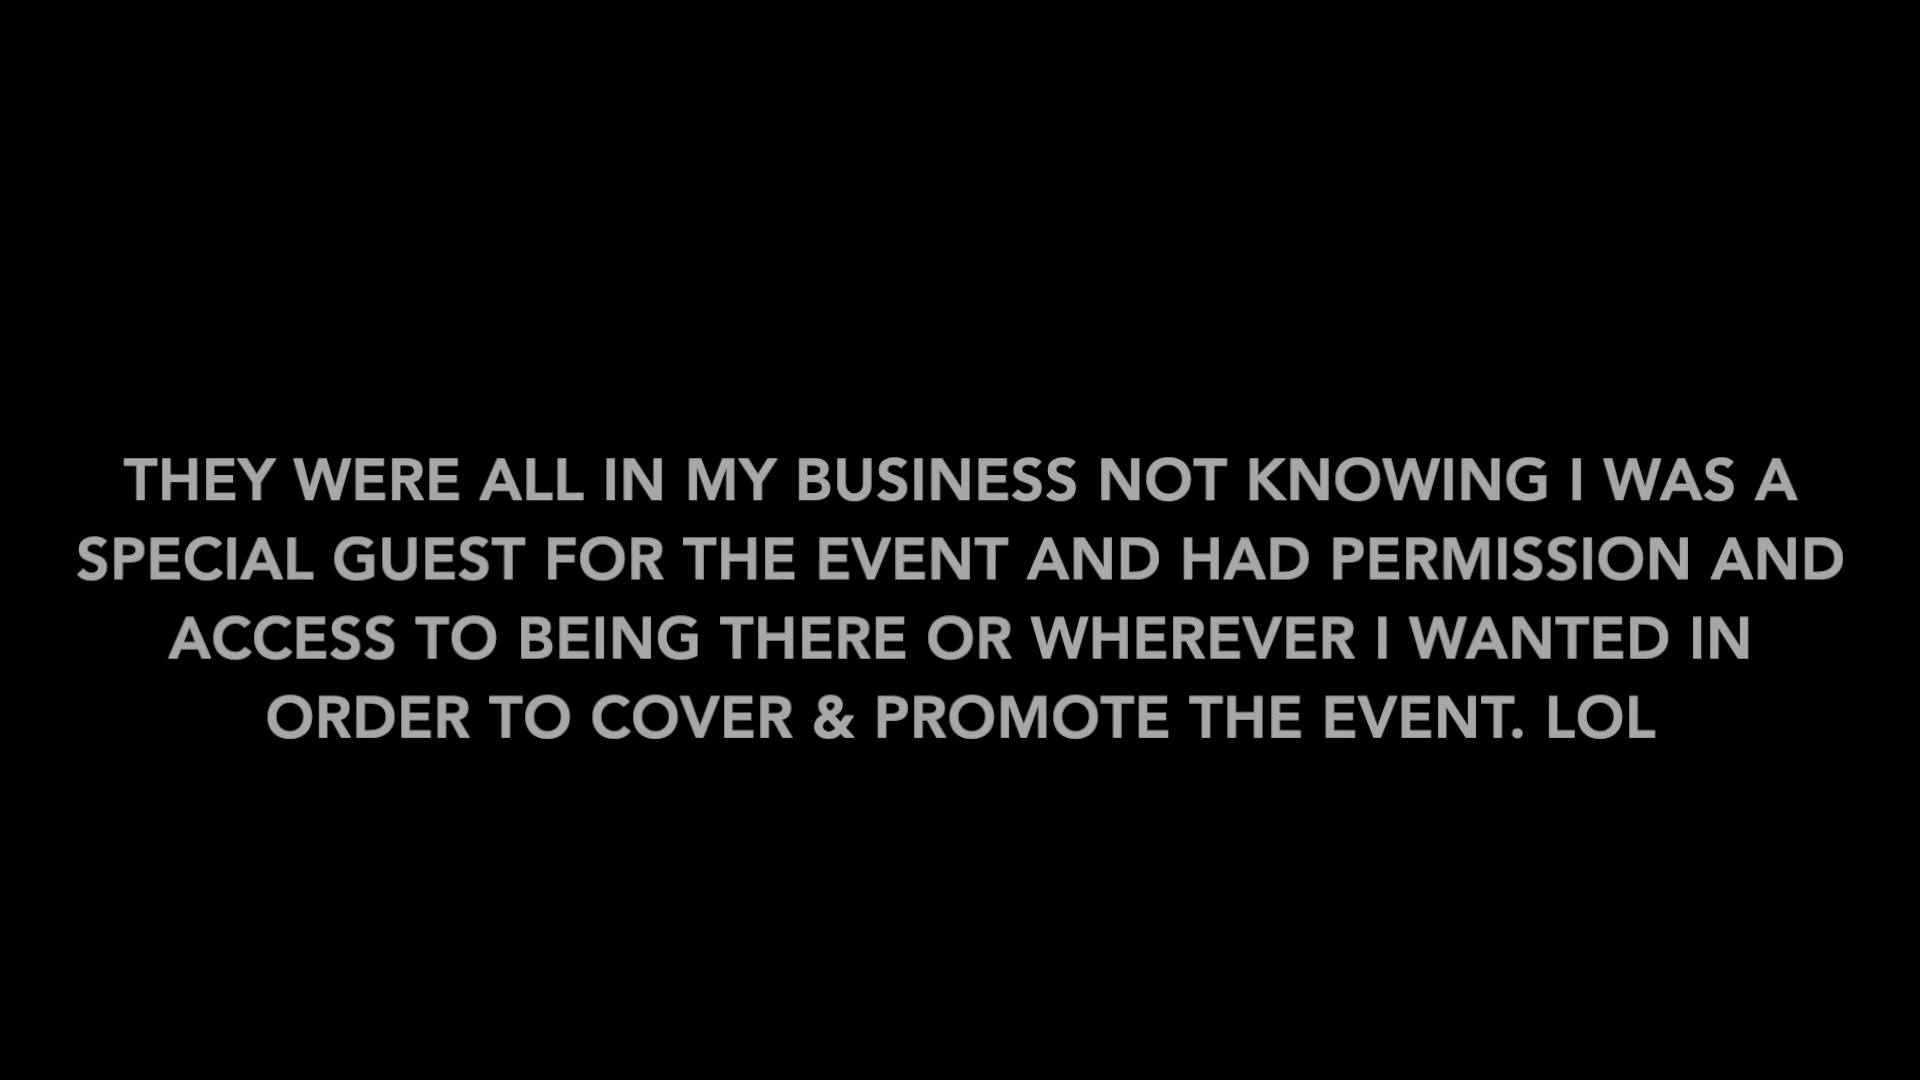 THEY WERE ALL IN MY BUSINESS NOT KNOWING I WAS A
SPECIAL GUEST FOR THE EVENT AND HAD PERMISSION AND
ACCESS TO BEING THERE OR WHEREVER I WANTED IN
ORDER TO COVER & PROMOTE THE EVENT. LOL